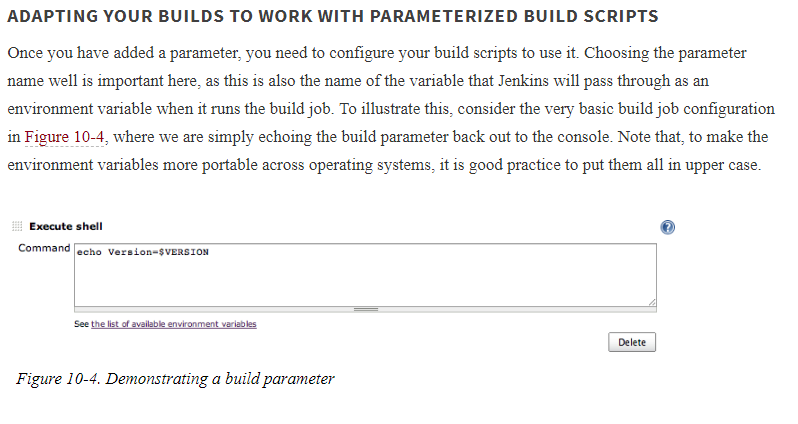 ADAPTING YOUR BUILDS TO WORK WITH PARAMETERIZED BUILD SCRIPTS
Once you have added a parameter, you need to configure your build scripts to use it. Choosing the parameter
name well is important here, as this is also the name of the variable that Jenkins will pass through as an
environment variable when it runs the build job. To illustrate this, consider the very basic build job configuration
in Figure 10-4, where we are simply echoing the build parameter back out to the console. Note that, to make the
environment variables more portable across operating systems, it is good practice to put them all in upper case.
Execute shell
?
Command
echo Version=$VERSION
See the list of available environment variables
Delete
Figure 10-4. Demonstrating a build parameter